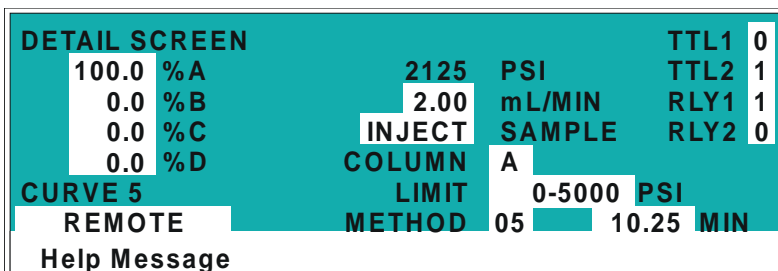 DETAIL SCREEN TTL1 0
100.0 %A 2125 PSI TTL2 1
0.0 %B 2.00 mL/MIN RLY1 1
0.0 %C INJECT SAMPLE RLY2 0
0.0 %D COLUMN A
CURVE 5 LIMIT 0-5000 PSI
REMOTE METHOD 05 10.25 MIN
Help Message